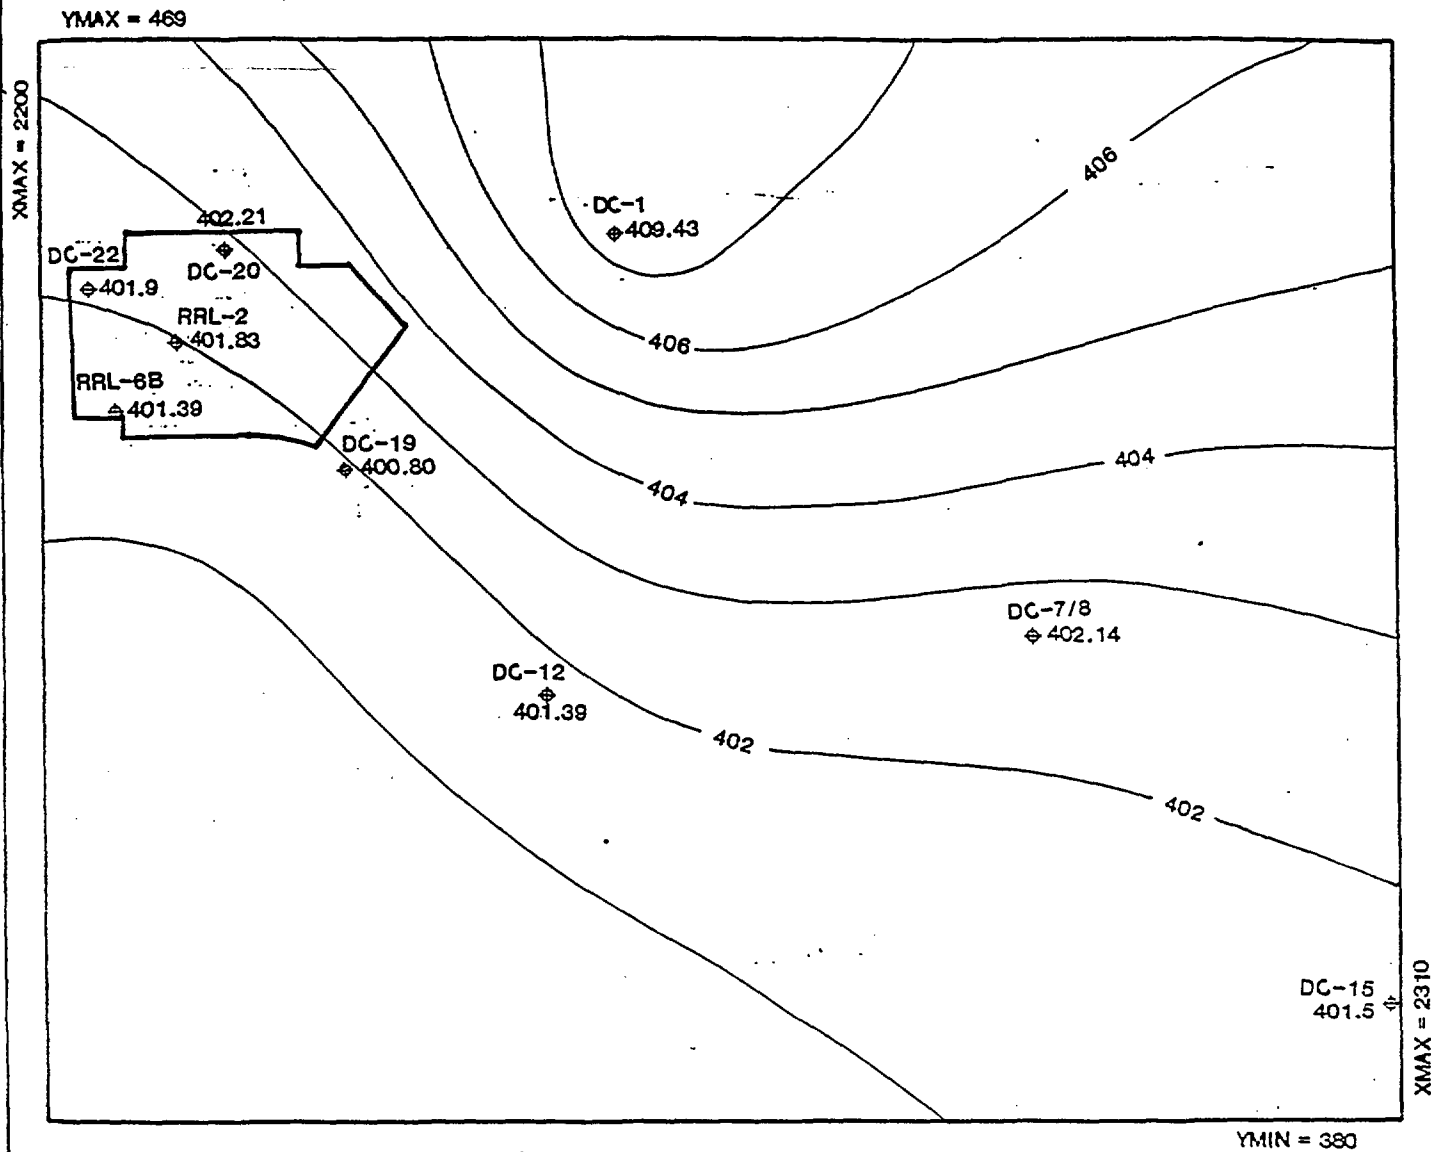 YMAX = 469
XMAX = 2200
406
DC-1
409.43
402.21
DC-22
DC-20
401.9
RRL-2
401.83
406
RRL-6B
401.39
DC-19
400.80
404
404
DC-7/8
402.14
DC-12
401.39
402
402
DC-15
401.5
XMAX = 2310
YMIN = 380